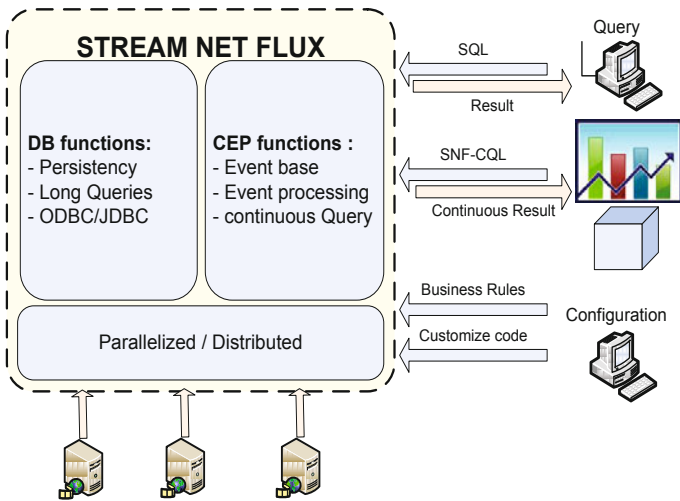 STREAM NET FLUX
DB functions:
- Persistency
- Long Queries
- ODBC/JDBC
CEP functions :
- Event base
- Event processing
- continuous Query
Parallelized / Distributed
SQL
Result
Query
SNF-CQL
Continuous Result
Business Rules
Customize code
Configuration